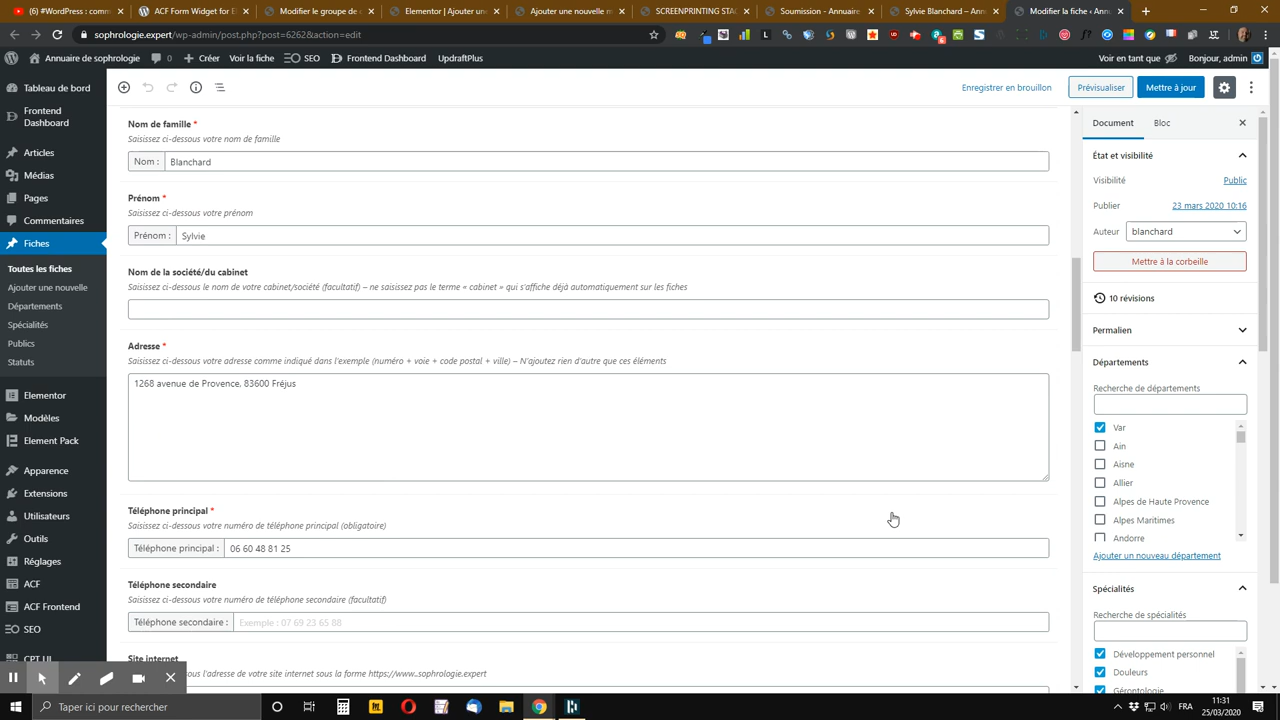 (6) #Wordpress com
ACF Word Form for E
Modifier le groupe de c
Elementor | Ajoutez une
Ajouter une nouvelle m
SCREENPRINTING STAC
Soumission - Annuaire
Sylvie Blanchard – Anne
Modifier la fiche ‹ Annu
sophrologie.expert/wp-admin/post.php?post=6262&action=edit
Annuaire de sophrologie
0
Créer
Voir la fiche
SEO
Frontend Dashboard
UpdraftPlus
Voir en tant que
Bonjour, admin
Enregistrer en brouillon
Prévisualiser
Mettre à jour
Tableau de bord
Frontend
Dashboard
Articles
Médias
Pages
Commentaires
Fiches
Toutes les fiches
Ajouter une nouvelle
Départements
Spécialités
Publics
Statuts
Elementor
Modèles
Element Pack
Apparence
Extensions
Utilisateurs
Outils
Réglages
ACF
ACF Frontend
SEO
CPT UI
Nom de famille *
Saisissez ci-dessous votre nom de famille
Nom : Blanchard
Prénom *
Saisissez ci-dessous votre prénom
Prénom : Sylvie
Nom de la société/du cabinet
Saisissez ci-dessous le nom de votre cabinet/société (facultatif) – ne saisissez pas le terme « cabinet » qui s'affiche déjà automatiquement sur les fiches
Adresse *
Saisissez ci-dessous votre adresse comme indiqué dans l'exemple (numéro + voie + code postal + ville) – N'ajoutez rien d'autre que ces éléments
1268 avenue de Provence, 83600 Fréjus
Téléphone principal *
Saisissez ci-dessous votre numéro de téléphone principal (obligatoire)
Téléphone principal : 06 60 48 81 25
Téléphone secondaire
Saisissez ci-dessous votre numéro de téléphone secondaire (facultatif)
Téléphone secondaire : Exemple : 07 69 23 65 88
Site internet
sous l'adresse de votre site internet sous la forme https://www..sophrologie.expert
Document
Bloc
État et visibilité
Visibilité
Public
Publier
23 mars 2020 10:16
Auteur
blanchard
Mettre à la corbeille
10 révisions
Permalien
Départements
Recherche de départements
Var
Ain
Aisne
Allier
Alpes de Haute Provence
Alpes Maritimes
Andorre
Ajouter un nouveau département
Spécialités
Recherche de spécialités
Développement personnel
Douleurs
Gérontologie
Taper ici pour rechercher
FRA
11:31
25/03/2020